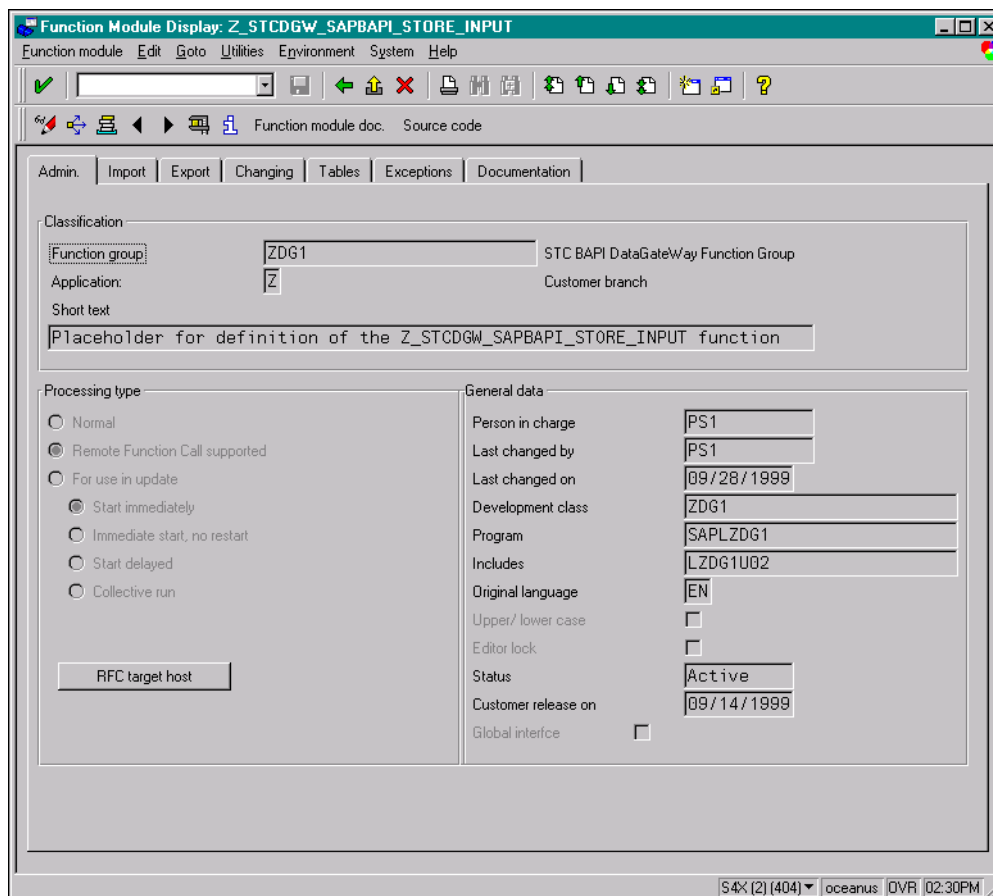 Function Module Display: Z_STCDGW_SAPBAPI_STORE_INPUT
Function module Edit Goto Utilities Environment System Help
Function module doc. Source code
Admin. Import Export Changing Tables Exceptions Documentation
Classification
Function group ZDG1 STC BAPI DataGateWay Function Group
Application: Z Customer branch
Short text
Placeholder for definition of the Z_STCDGW_SAPBAPI_STORE_INPUT function
Processing type
Normal
Remote Function Call supported
For use in update
Start immediately
Immediate start, no restart
Start delayed
Collective run
RFC target host
General data
Person in charge PS1
Last changed by PS1
Last changed on 09/28/1999
Development class ZDG1
Program SAPLZDG1
Includes LZDG1U02
Original language EN
Upper/ lower case
Editor lock
Status Active
Customer release on 09/14/1999
Global interfce
S4X (2) (404) oceanus OVR 02:30PM